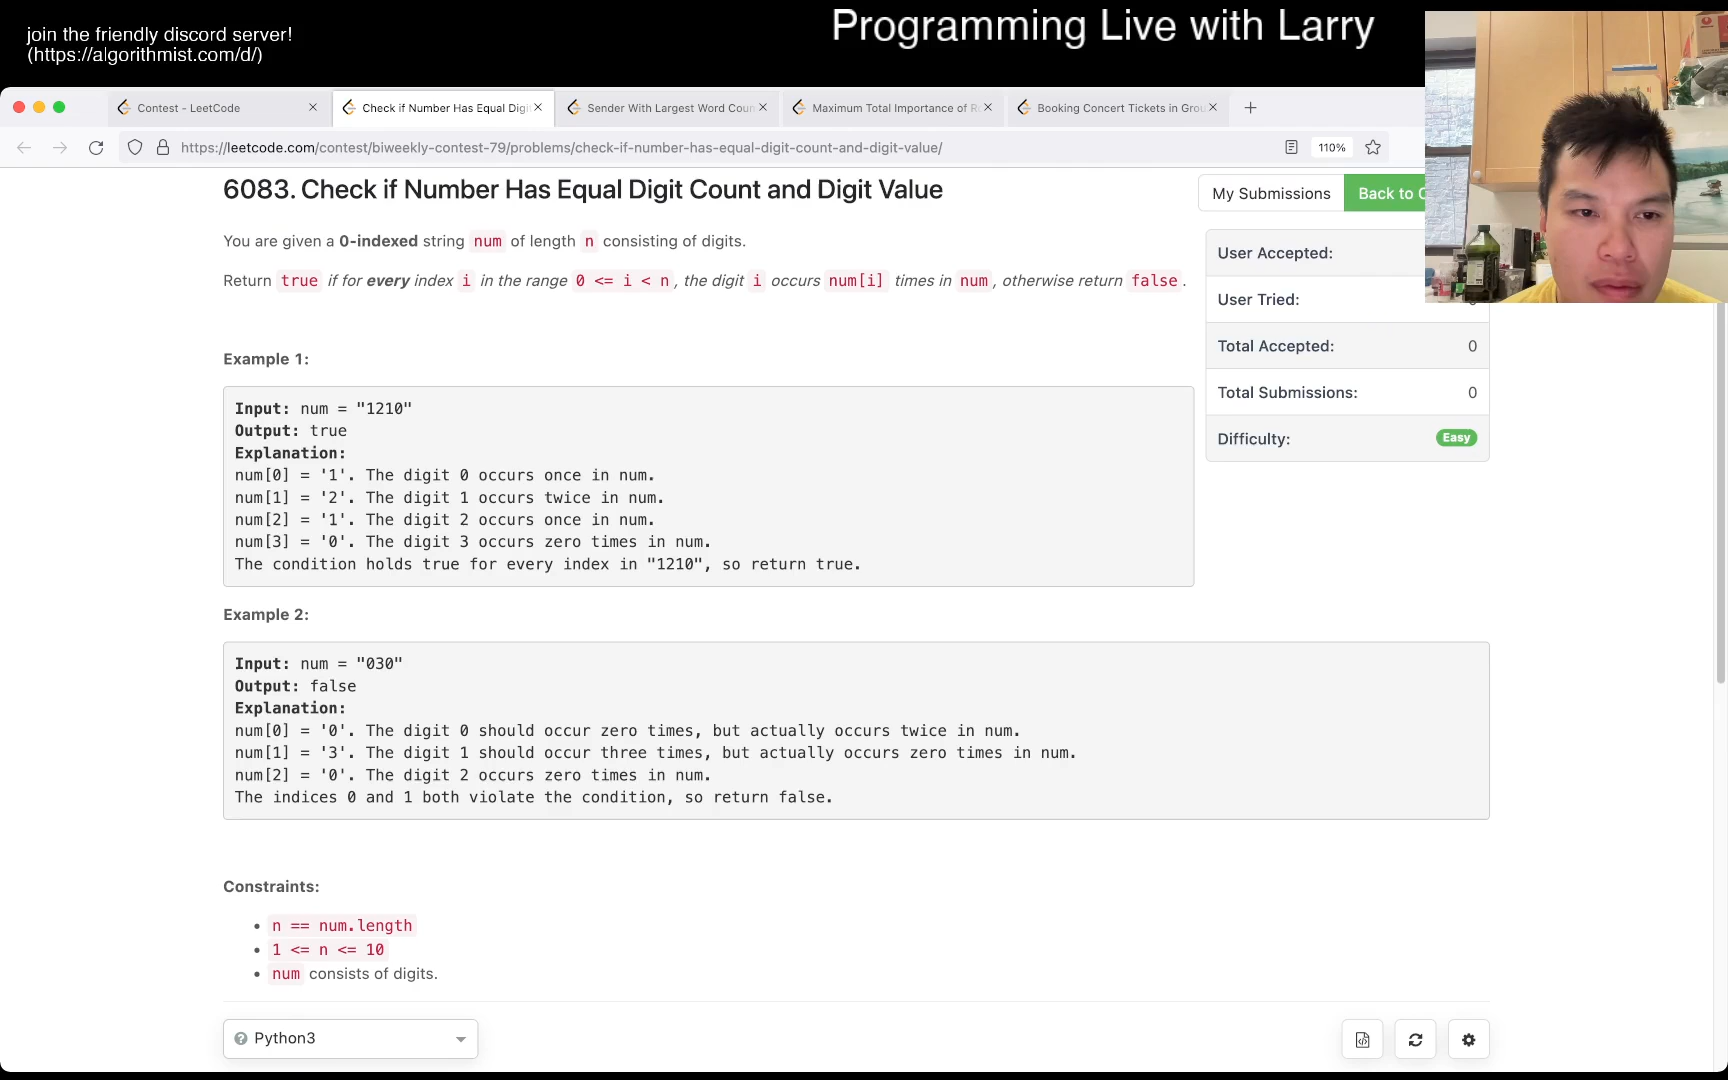 join the friendly discord server!
(https://algorithmist.com/d/)
Programming Live with Larry
Contest - LeetCode
Check if Number Has Equal Digi
Sender With Largest Word Coun
Maximum Total Importance of R
Booking Concert Tickets in Grou
https://leetcode.com/contest/biweekly-contest-79/problems/check-if-number-has-equal-digit-count-and-digit-value/
110%
6083. Check if Number Has Equal Digit Count and Digit Value
My Submissions
Back to C
You are given a 0-indexed string num of length n consisting of digits.
Return true if for every index i in the range 0 <= i < n, the digit i occurs num[i] times in num, otherwise return false.
User Accepted:
User Tried:
Total Accepted: 0
Total Submissions: 0
Difficulty: Easy
Example 1:
Input: num = "1210"
Output: true
Explanation:
num[0] = '1'. The digit 0 occurs once in num.
num[1] = '2'. The digit 1 occurs twice in num.
num[2] = '1'. The digit 2 occurs once in num.
num[3] = '0'. The digit 3 occurs zero times in num.
The condition holds true for every index in "1210", so return true.
Example 2:
Input: num = "030"
Output: false
Explanation:
num[0] = '0'. The digit 0 should occur zero times, but actually occurs twice in num.
num[1] = '3'. The digit 1 should occur three times, but actually occurs zero times in num.
num[2] = '0'. The digit 2 occurs zero times in num.
The indices 0 and 1 both violate the condition, so return false.
Constraints:
n == num.length
1 <= n <= 10
num consists of digits.
Python3